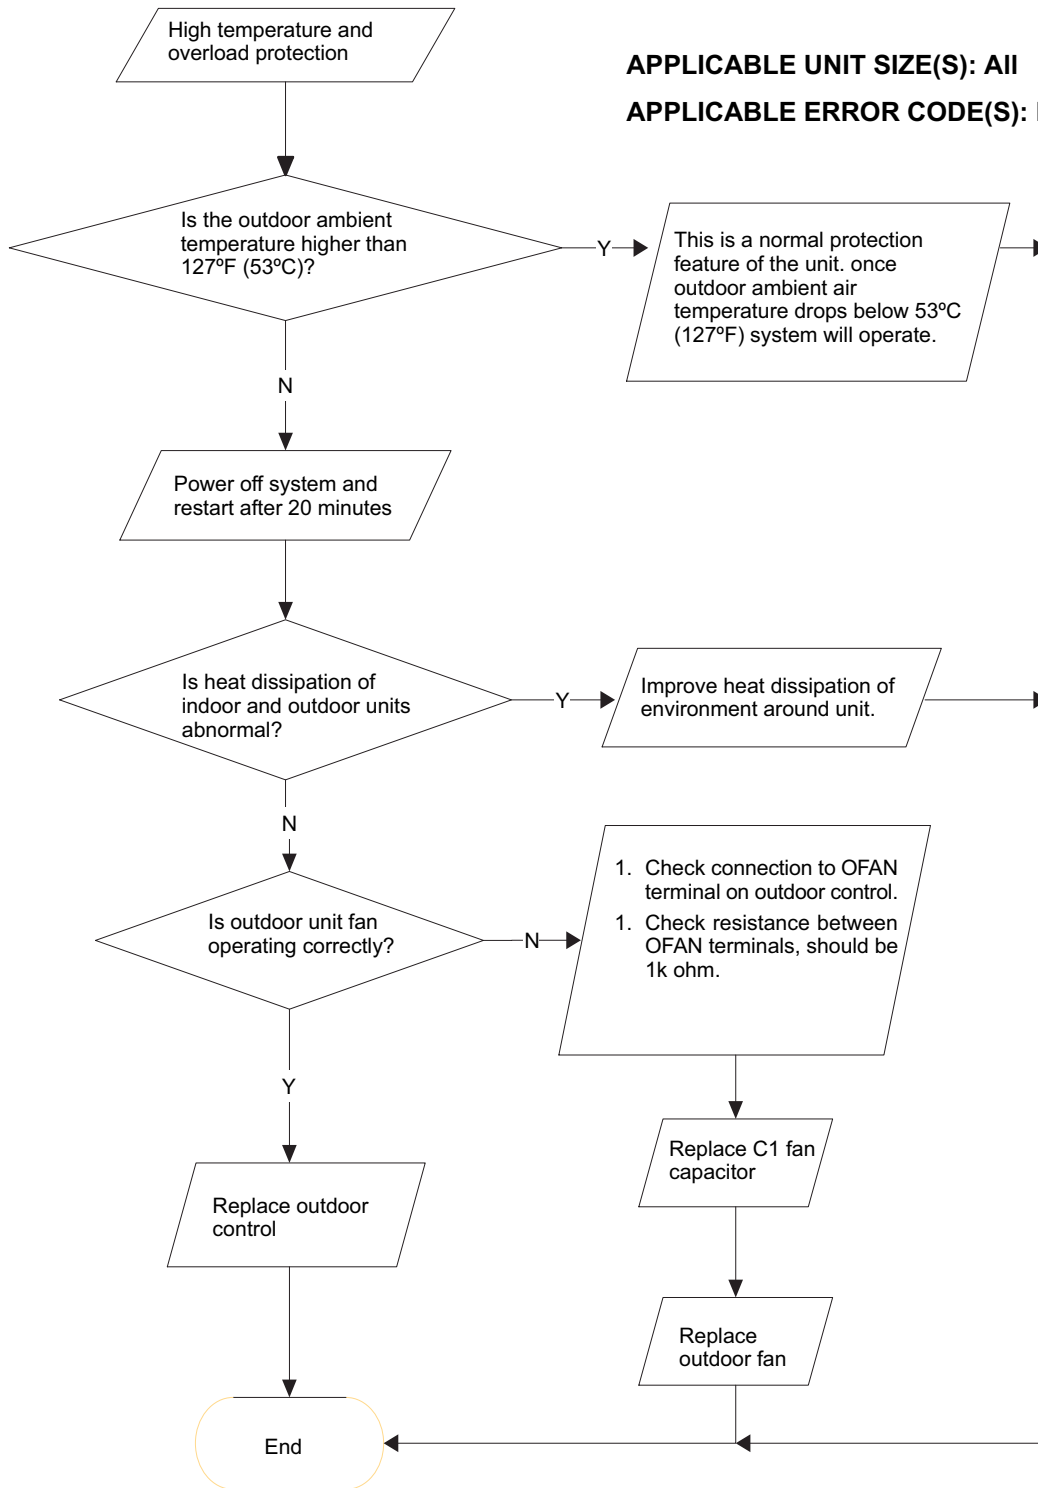 High temperature and
overload protection
APPLICABLE UNIT SIZE(S): All
APPLICABLE ERROR CODE(S):
Is the outdoor ambient
temperature higher than
127ºF (53ºC)?
Y
This is a normal protection
feature of the unit. once
outdoor ambient air
temperature drops below 53ºC
(127ºF) system will operate.
N
Power off system and
restart after 20 minutes
Is heat dissipation of
indoor and outdoor units
abnormal?
Y
Improve heat dissipation of
environment around unit.
N
Is outdoor unit fan
operating correctly?
N
1. Check connection to OFAN
terminal on outdoor control.
1. Check resistance between
OFAN terminals, should be
1k ohm.
Y
Replace C1 fan
capacitor
Replace outdoor
control
Replace
outdoor fan
End